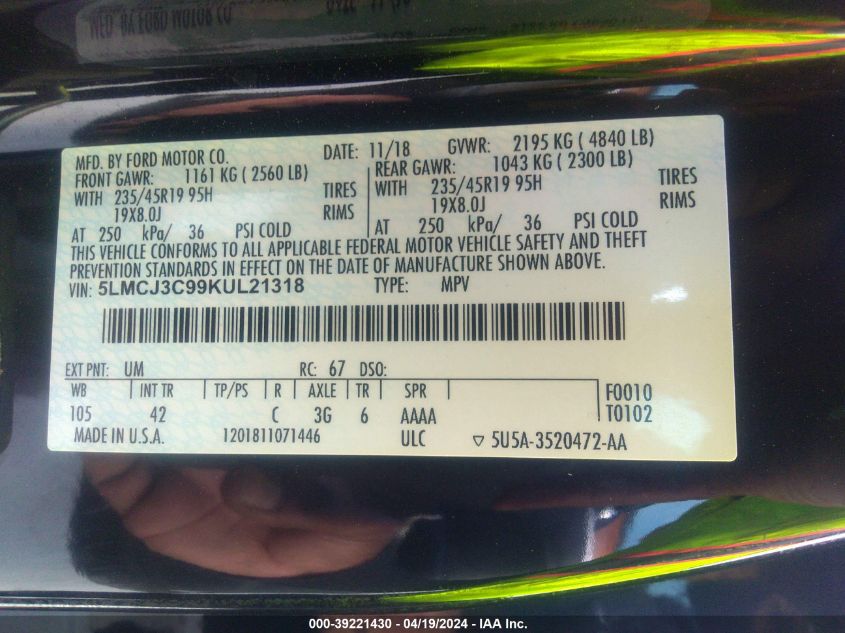 WED BY FORD MOTOR CO
MFD. BY FORD MOTOR CO. DATE: 11/18 GVWR: 2195 KG ( 4840 LB)
FRONT GAWR: 1161 KG ( 2560 LB) REAR GAWR: 1043 KG ( 2300 LB)
WITH 235/45R19 95H TIRES WITH 235/45R19 95H TIRES
19X8.0J RIMS 19X8.0J RIMS
AT 250 kPa/ 36 PSI COLD AT 250 kPa/ 36 PSI COLD
THIS VEHICLE CONFORMS TO ALL APPLICABLE FEDERAL MOTOR VEHICLE SAFETY AND THEFT
PREVENTION STANDARDS IN EFFECT ON THE DATE OF MANUFACTURE SHOWN ABOVE.
VIN: 5LMCJ3C99KUL21318 TYPE: MPV
EXT PNT: UM RC: 67 DSO:
WB INT TR TP/PS R AXLE TR SPR F0010
105 42 C 3G 6 AAAA T0102
MADE IN U.S.A. 1201811071446 ULC ▽ 5U5A-3520472-AA
000-39221430 - 04/19/2024 - IAA Inc.